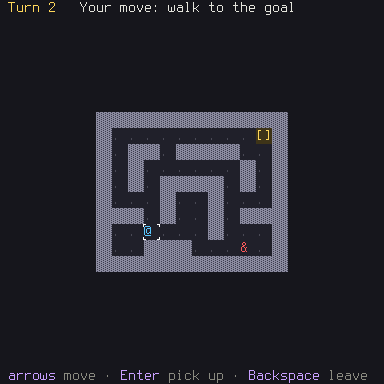 Turn 2 Your move: walk to the goal
[]
@
&
arrows move · Enter pick up · Backspace leave